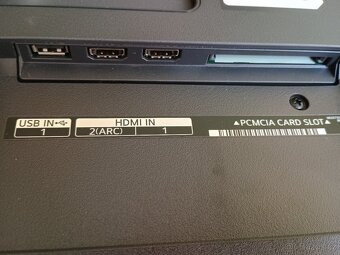 USB IN
1
HDMI IN
2(ARC) 1
▲PCMCIA CARD SLOT▲